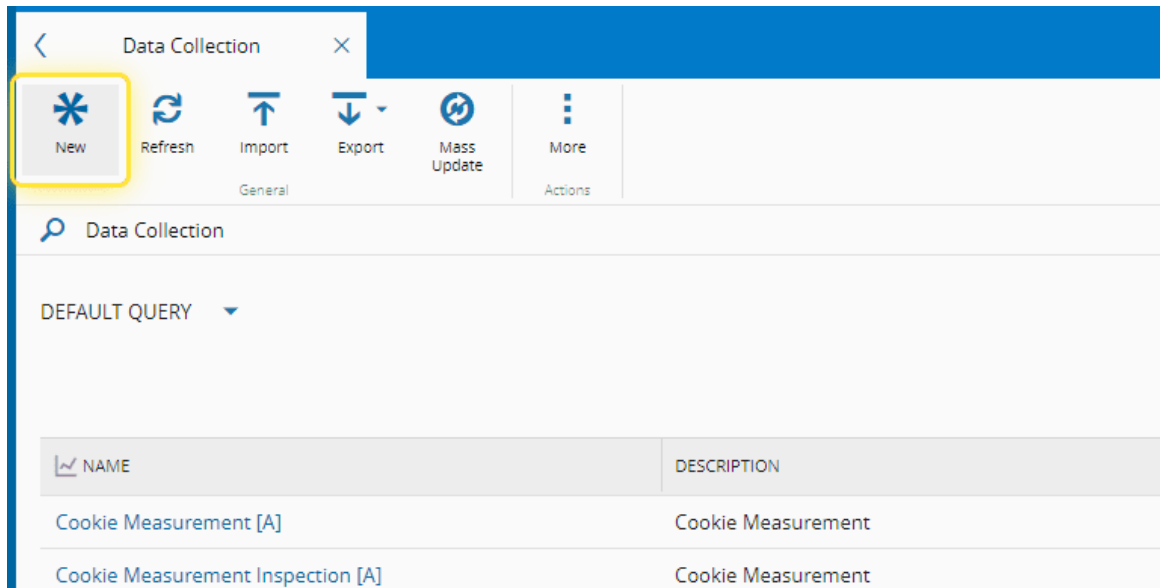 Data Collection
New
Refresh
Import
Export
Mass
Update
More
General
Actions
Data Collection
DEFAULT QUERY
NAME
DESCRIPTION
Cookie Measurement [A]
Cookie Measurement
Cookie Measurement Inspection [A]
Cookie Measurement